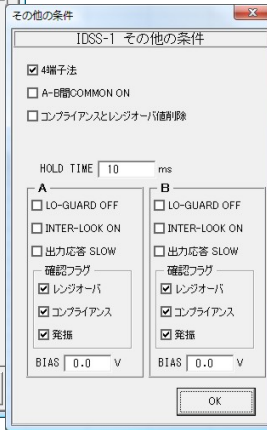 その他の条件
IDSS-1 その他の条件
4端子法
A-B間COMMON ON
コンプライアンスとレンジオーバ値削除
HOLD TIME 10 ms
A
LO-GUARD OFF
INTER-LOOK ON
出力応答 SLOW
確認フラグ
レンジオーバ
コンプライアンス
発振
BIAS 0.0 V
B
LO-GUARD OFF
INTER-LOOK ON
出力応答 SLOW
確認フラグ
レンジオーバ
コンプライアンス
発振
BIAS 0.0 V
OK